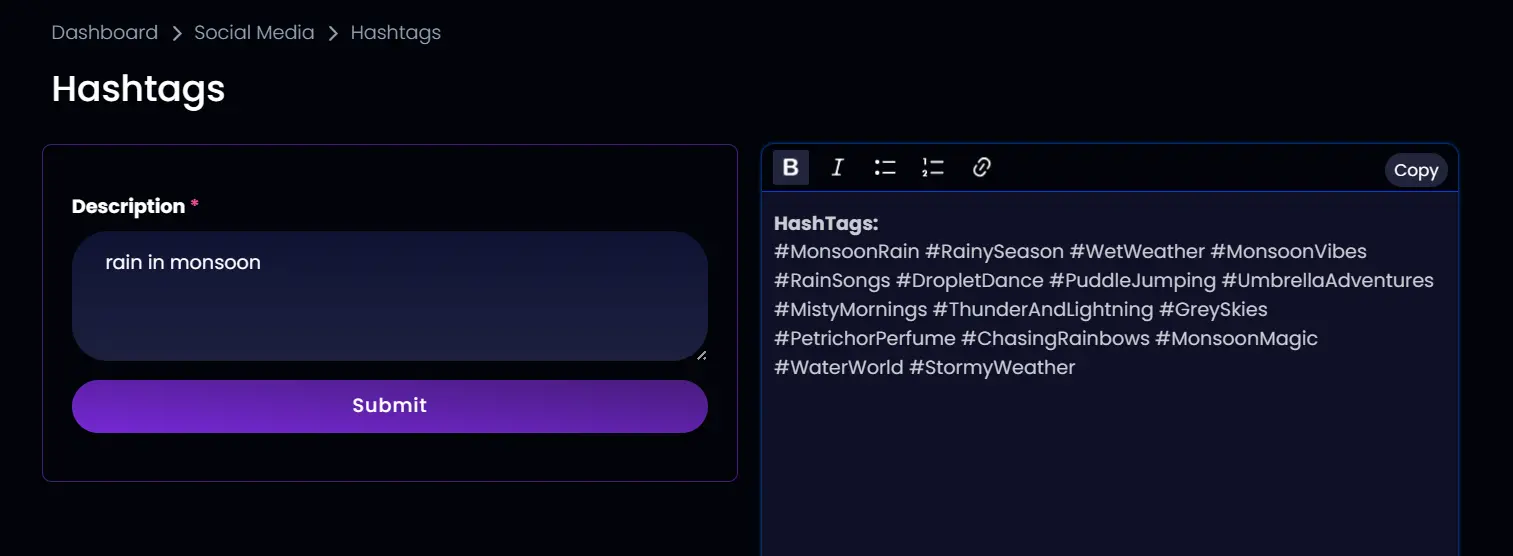 Dashboard > Social Media > Hashtags
Hashtags
Description *
rain in monsoon
Submit
B I Copy
HashTags:
#MonsoonRain #RainySeason #WetWeather #MonsoonVibes
#RainSongs #DropletDance #PuddleJumping #UmbrellaAdventures
#MistyMornings #ThunderAndLightning #GreySkies
#PetrichorPerfume #ChasingRainbows #MonsoonMagic
#WaterWorld #StormyWeather